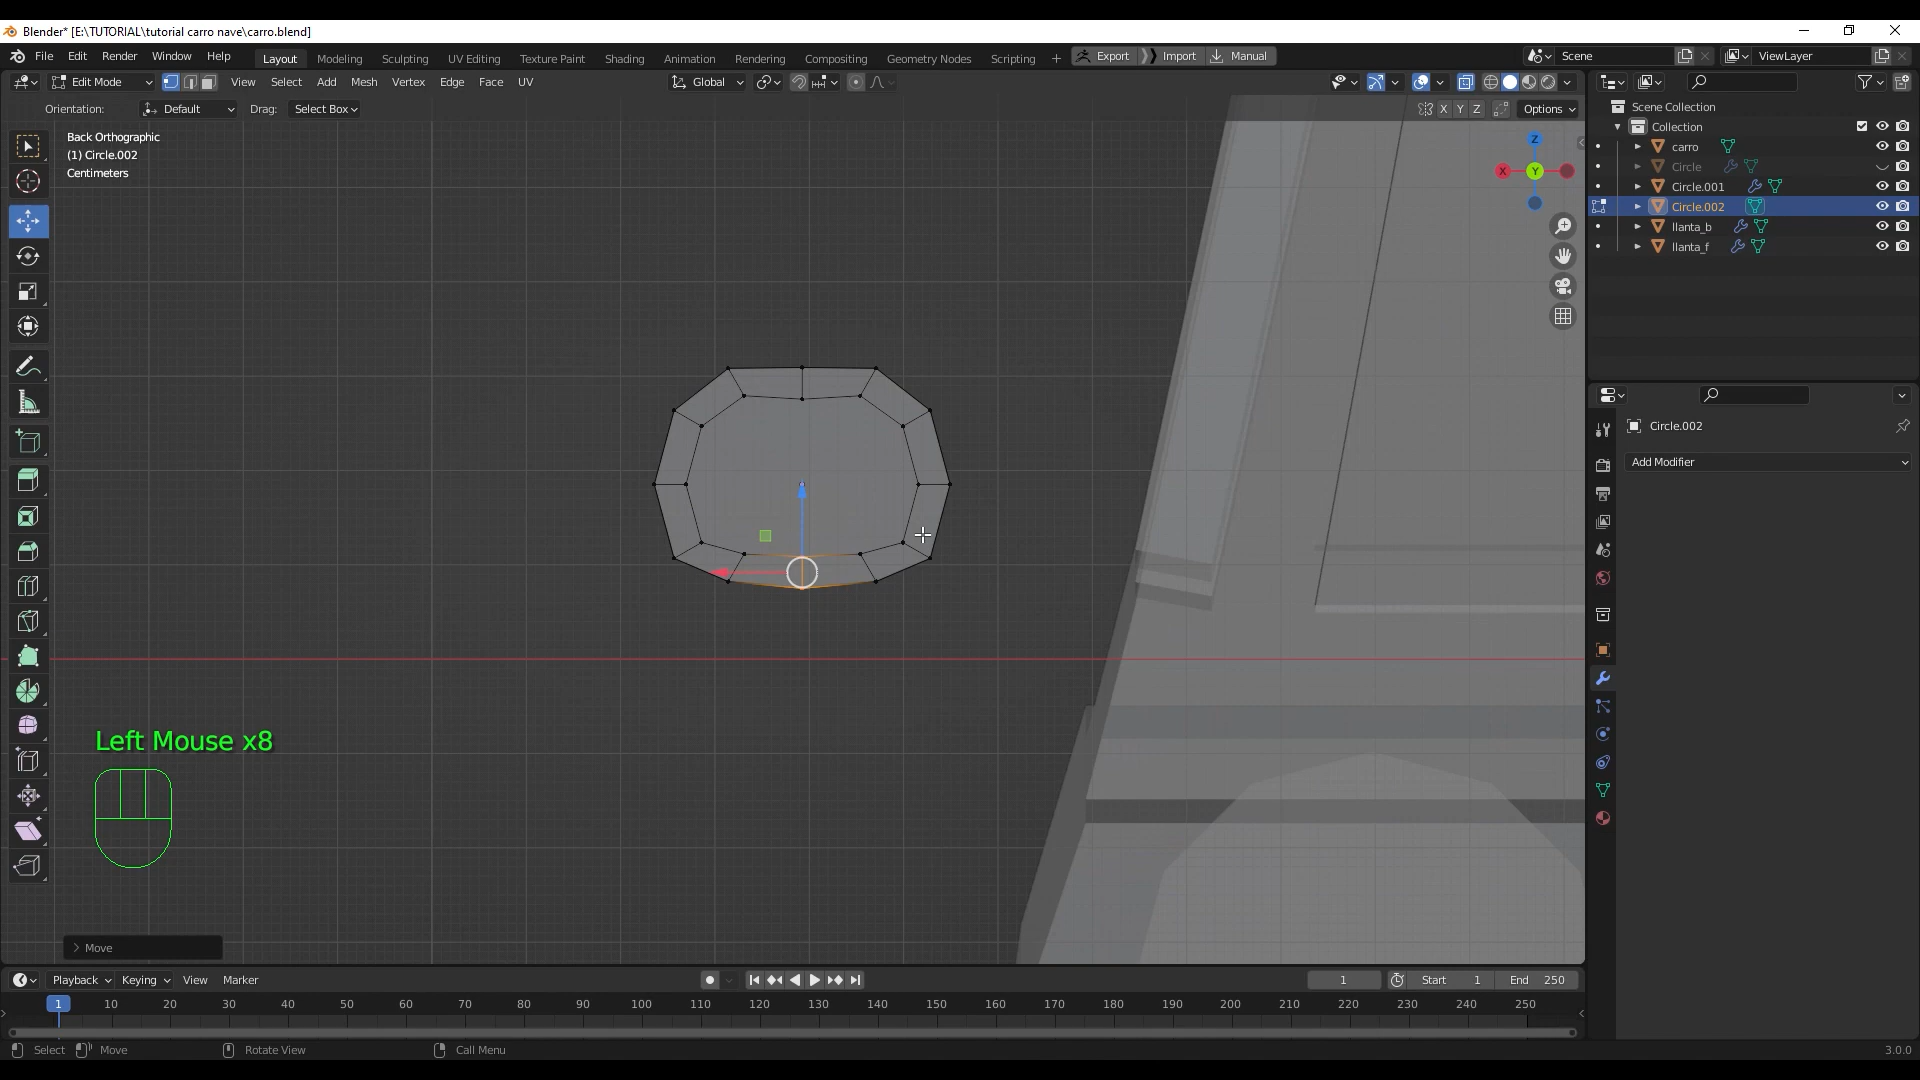 Blender* [E:\TUTORIAL\tutorial carro nave\carro.blend]
File Edit Render Window Help Layout Modeling Sculpting UV Editing Texture Paint Shading Animation Rendering Compositing Geometry Nodes Scripting + Export Import Manual Scene ViewLayer
Edit Mode View Select Add Mesh Vertex Edge Face UV Global
Orientation: Default Drag: Select Box X Y Z Options
Back Orthographic
(1) Circle.002
Centimeters
Z
X
Y
Scene Collection
Collection
carro
Circle
Circle.001
Circle.002
llanta_b
llanta_f
Circle.002
Add Modifier
Left Mouse x8
Move
Playback Keying View Marker 1 Start 1 End 250
1 10 20 30 40 50 60 70 80 90 100 110 120 130 140 150 160 170 180 190 200 210 220 230 240 250
Select Move Rotate View Call Menu 3.0.0